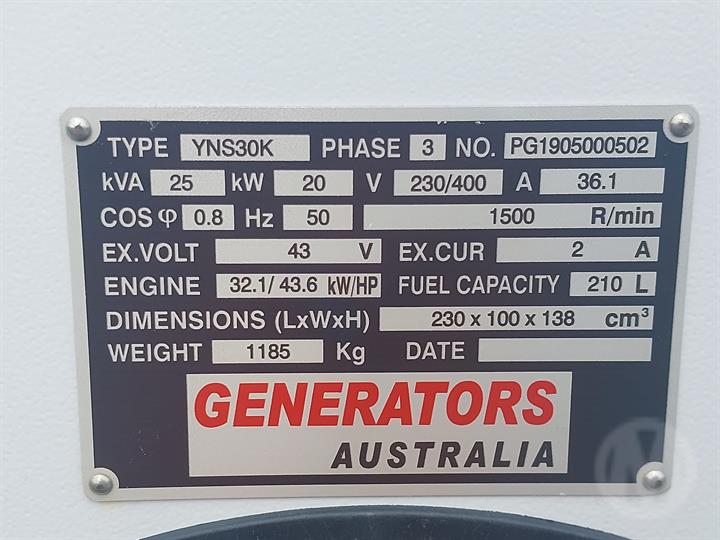 TYPE YNS30K PHASE 3 NO. PG1905000502
kVA 25 kW 20 V 230/400 A 36.1
COS φ 0.8 Hz 50 1500 R/min
EX.VOLT 43 V EX.CUR 2 A
ENGINE 32.1/43.6 kW/HP FUEL CAPACITY 210 L
DIMENSIONS (LxWxH) 230 x 100 x 138 cm³
WEIGHT 1185 Kg DATE
GENERATORS
AUSTRALIA
M